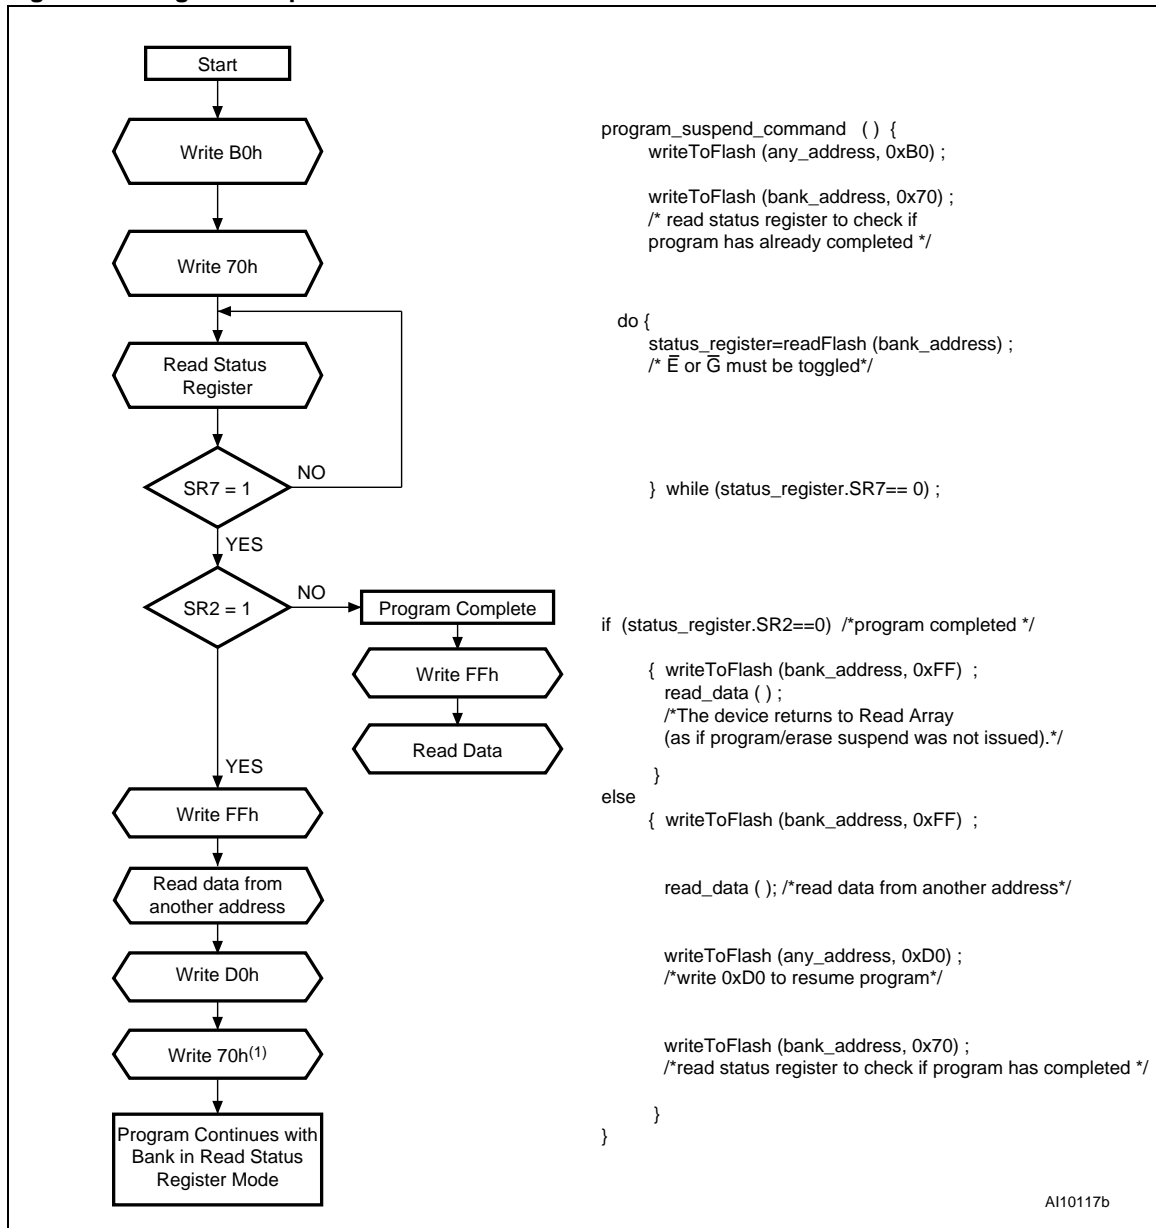 Start
Write B0h
Write 70h
Read Status
Register
SR7 = 1
NO
YES
SR2 = 1
NO
Program Complete
Write FFh
Read Data
YES
Write FFh
Read data from
another address
Write D0h
Write 70h(1)
Program Continues with
Bank in Read Status
Register Mode
program_suspend_command ( ) {
writeToFlash (any_address, 0xB0) ;
writeToFlash (bank_address, 0x70) ;
/* read status register to check if
program has already completed */
do {
status_register=readFlash (bank_address) ;
/* E̅ or G̅ must be toggled*/
} while (status_register.SR7== 0) ;
if (status_register.SR2==0) /*program completed */
{ writeToFlash (bank_address, 0xFF) ;
read_data ( ) ;
/*The device returns to Read Array
(as if program/erase suspend was not issued).*/
}
else
{ writeToFlash (bank_address, 0xFF) ;
read_data ( ); /*read data from another address*/
writeToFlash (any_address, 0xD0) ;
/*write 0xD0 to resume program*/
writeToFlash (bank_address, 0x70) ;
/*read status register to check if program has completed */
}
}
AI10117b